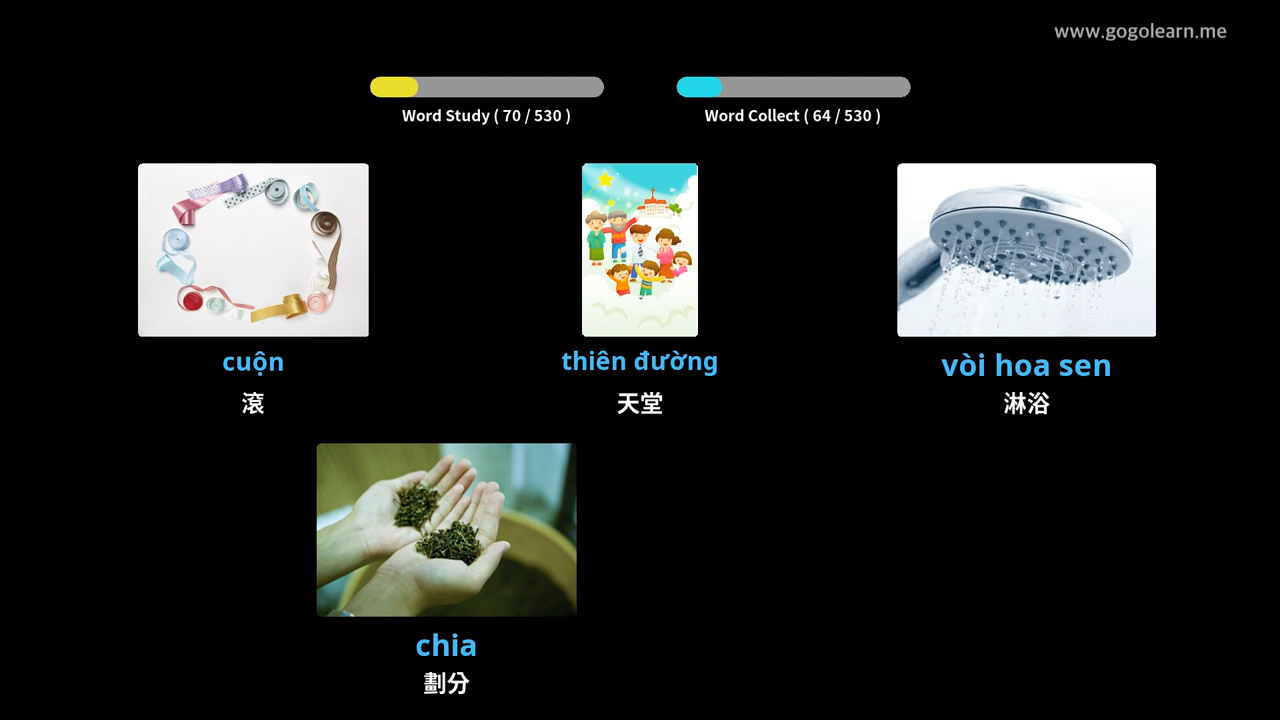 www.gogolearn.me
Word Study ( 70 / 530 )
Word Collect ( 64 / 530 )
cuộn
滾
thiên đường
天堂
vòi hoa sen
淋浴
chia
劃分